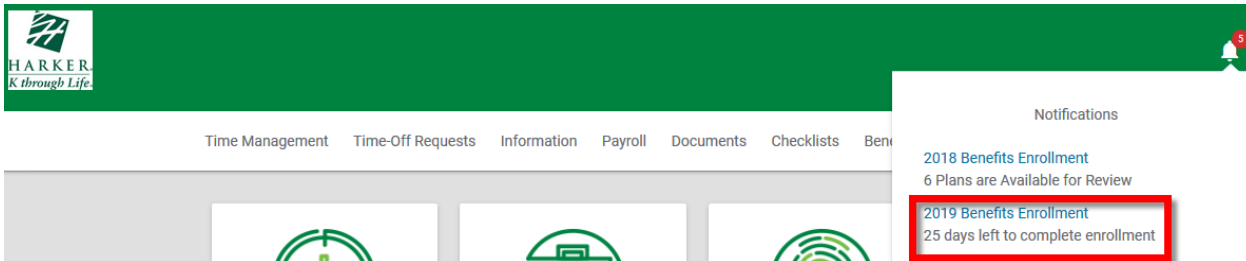 HARKER.
K through Life.
5
Notifications
Time Management Time-Off Requests Information Payroll Documents Checklists
2018 Benefits Enrollment
6 Plans are Available for Review
2019 Benefits Enrollment
25 days left to complete enrollment